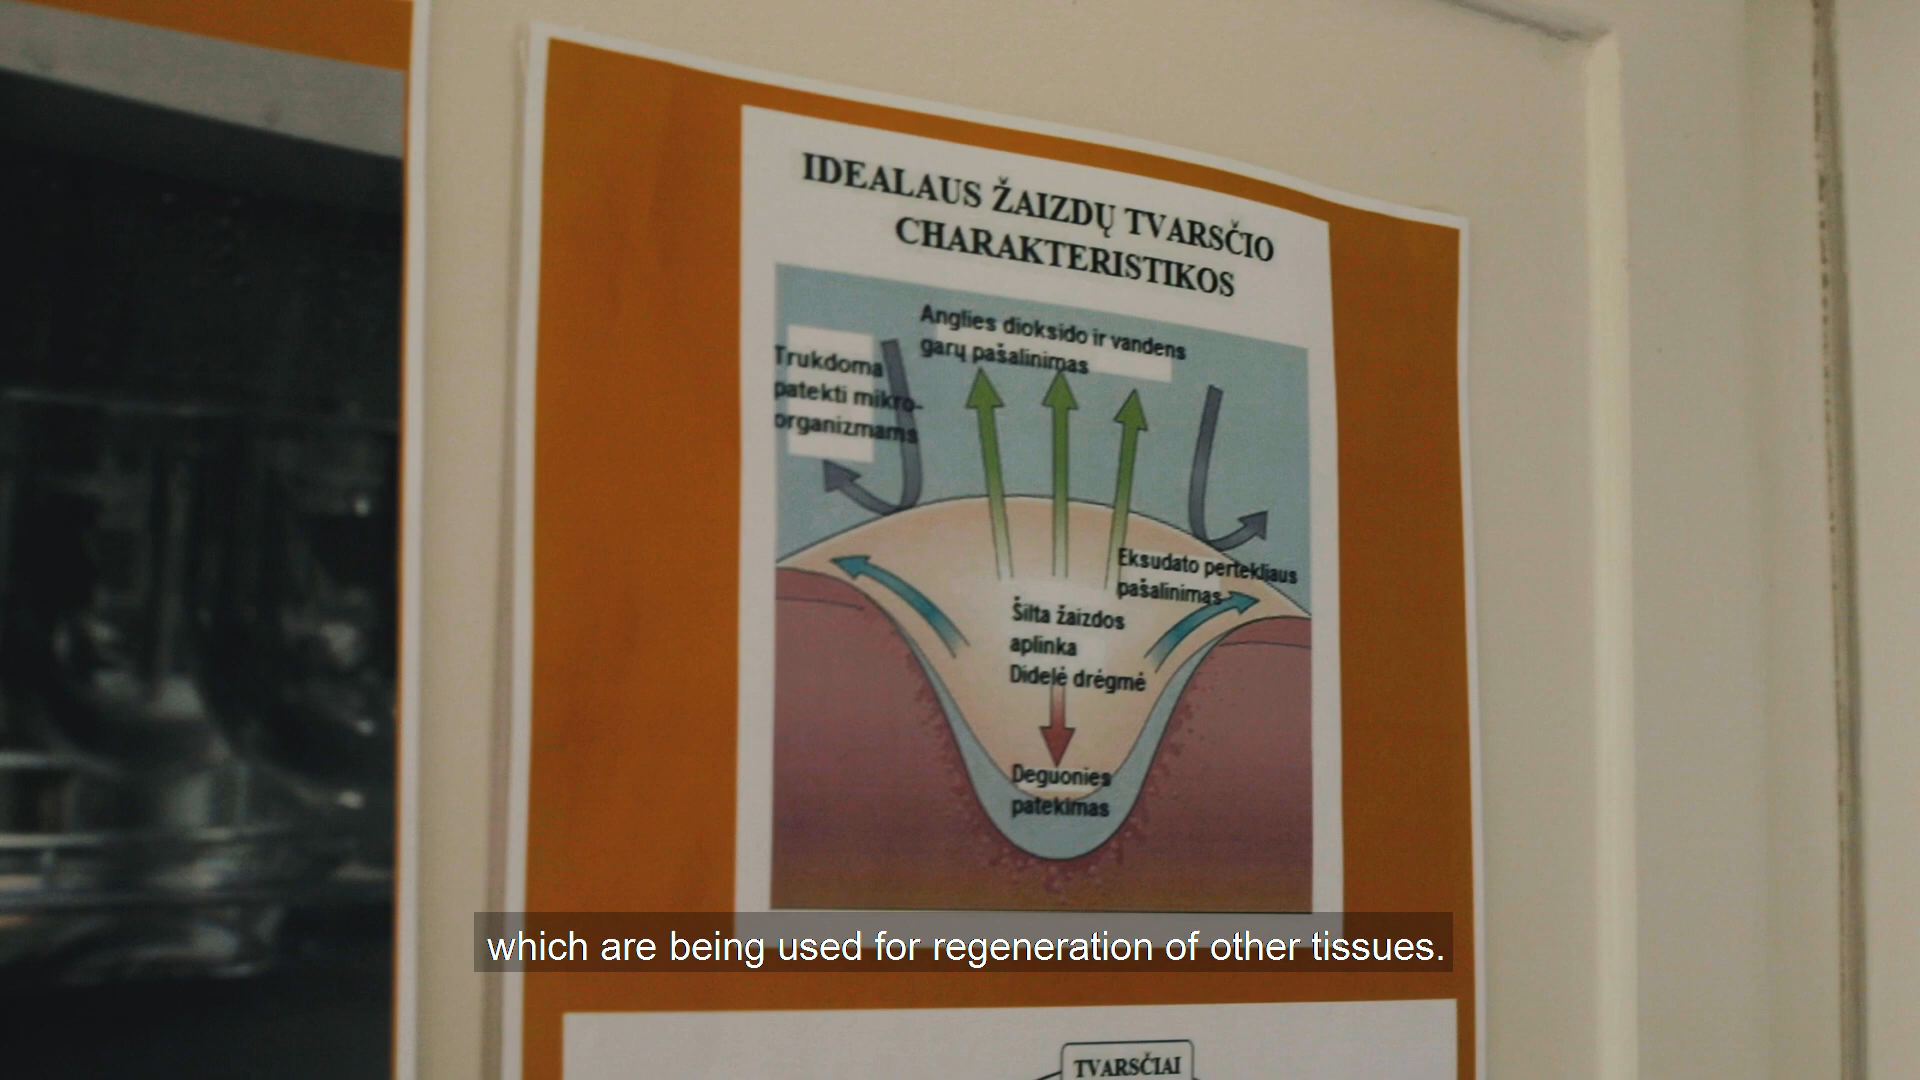 IDEALAUS ŽAIZDŲ TVARSČIO
CHARAKTERISTIKOS
Anglies dioksido ir vandens
garų pašalinimas
Trukdoma
patekti mikro-
organizmams
Eksudato pertekliaus
pašalinimas
Šilta žaizdos
aplinka
Didelė drėgmė
Deguonies
patekimas
which are being used for regeneration of other tissues.
TVARSČIAI